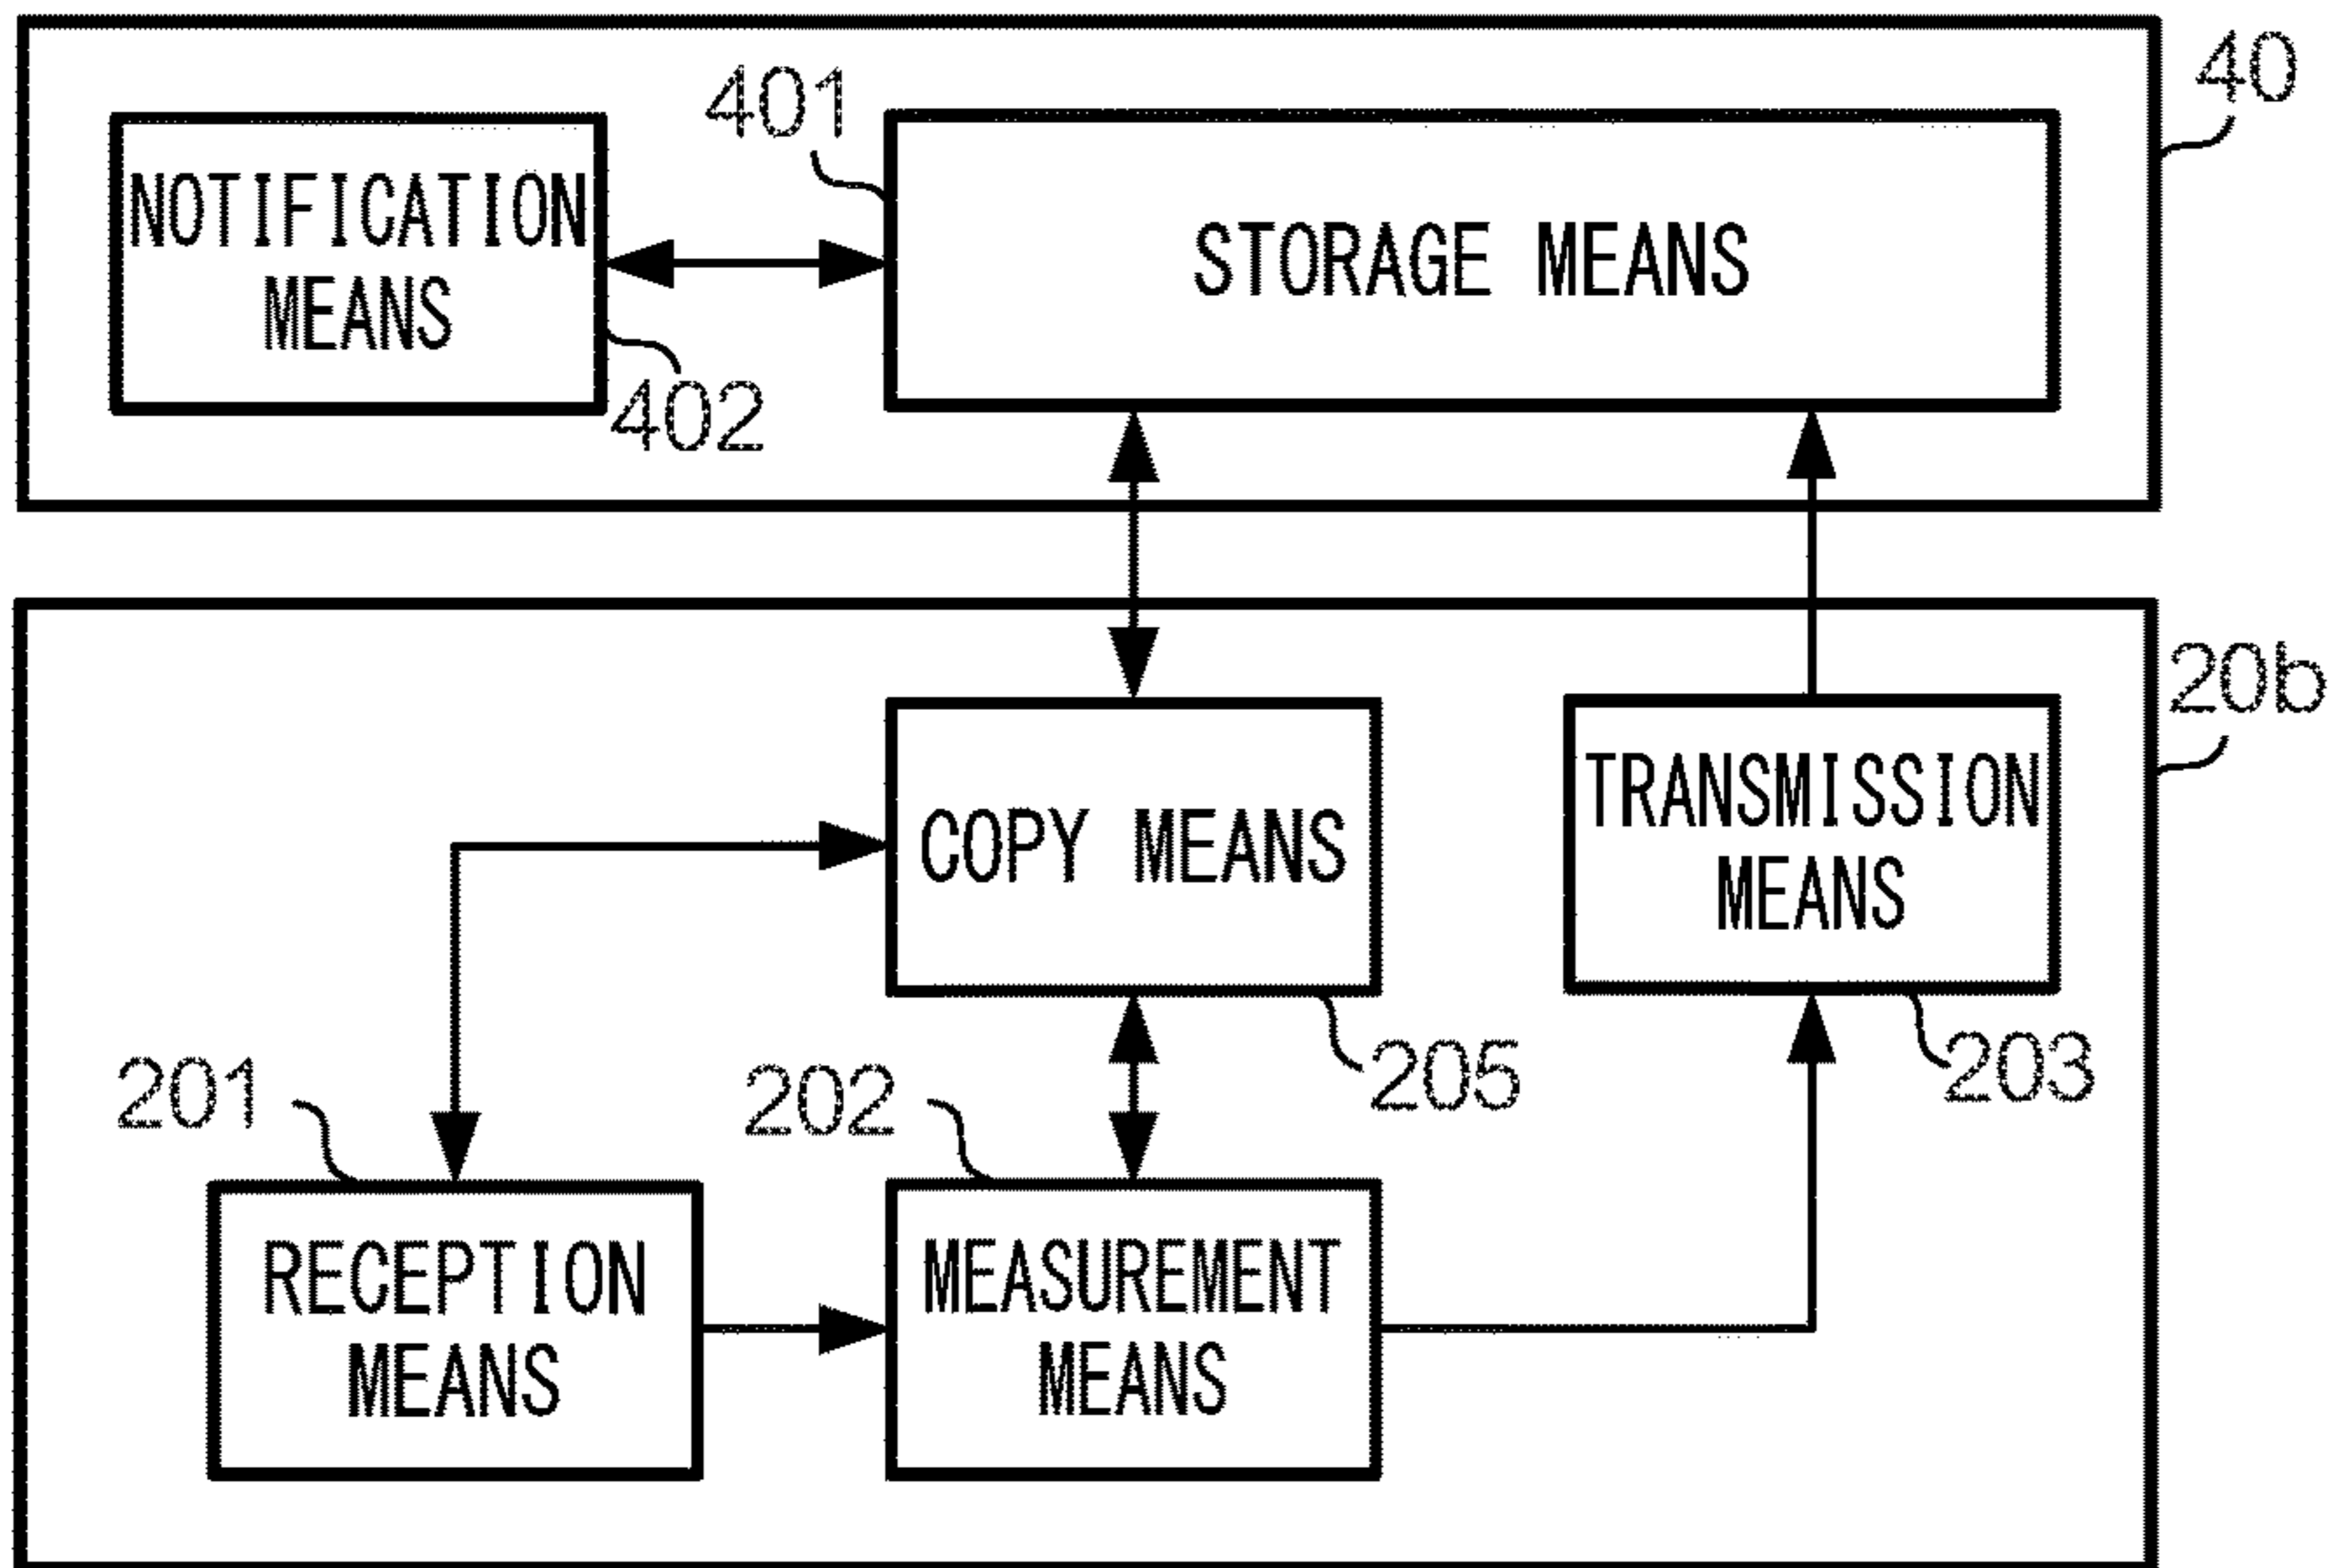 40
401
NOTIFICATION
MEANS
STORAGE MEANS
402
20b
COPY MEANS
TRANSMISSION
MEANS
201
202
205
203
RECEPTION
MEANS
MEASUREMENT
MEANS